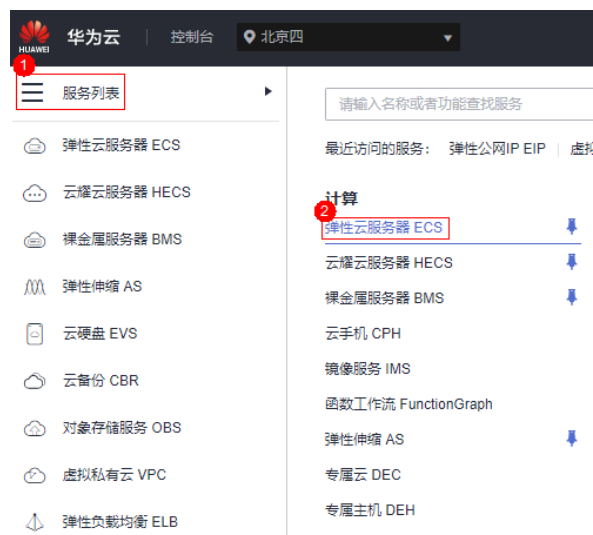 HUAWEI 华为云 控制台 北京四
1
服务列表
请输入名称或者功能查找服务
弹性云服务器 ECS
云耀云服务器 HECS
裸金属服务器 BMS
弹性伸缩 AS
云硬盘 EVS
云备份 CBR
对象存储服务 OBS
虚拟私有云 VPC
弹性负载均衡 ELB
最近访问的服务： 弹性公网IP EIP 虚拟
计算
2
弹性云服务器 ECS
云耀云服务器 HECS
裸金属服务器 BMS
云手机 CPH
镜像服务 IMS
函数工作流 FunctionGraph
弹性伸缩 AS
专属云 DEC
专属主机 DEH